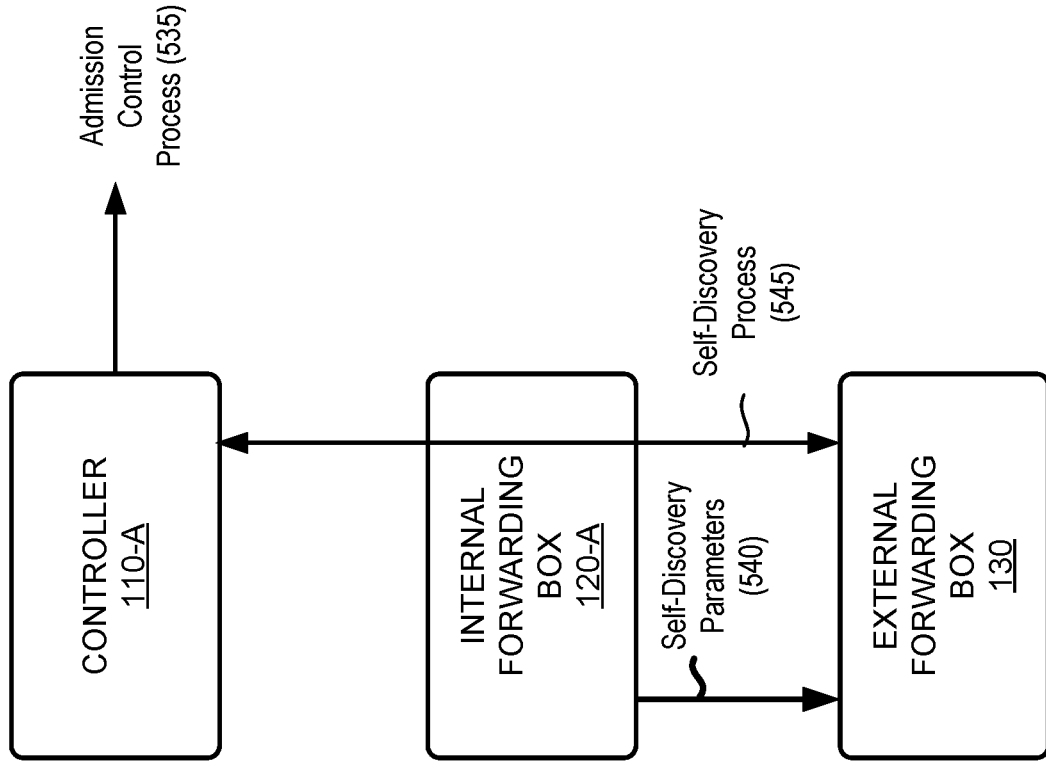 CONTROLLER
110-A
Admission
Control
Process (535)
INTERNAL
FORWARDING
BOX
120-A
Self-Discovery
Parameters
(540)
Self-Discovery
Process
(545)
EXTERNAL
FORWARDING
BOX
130